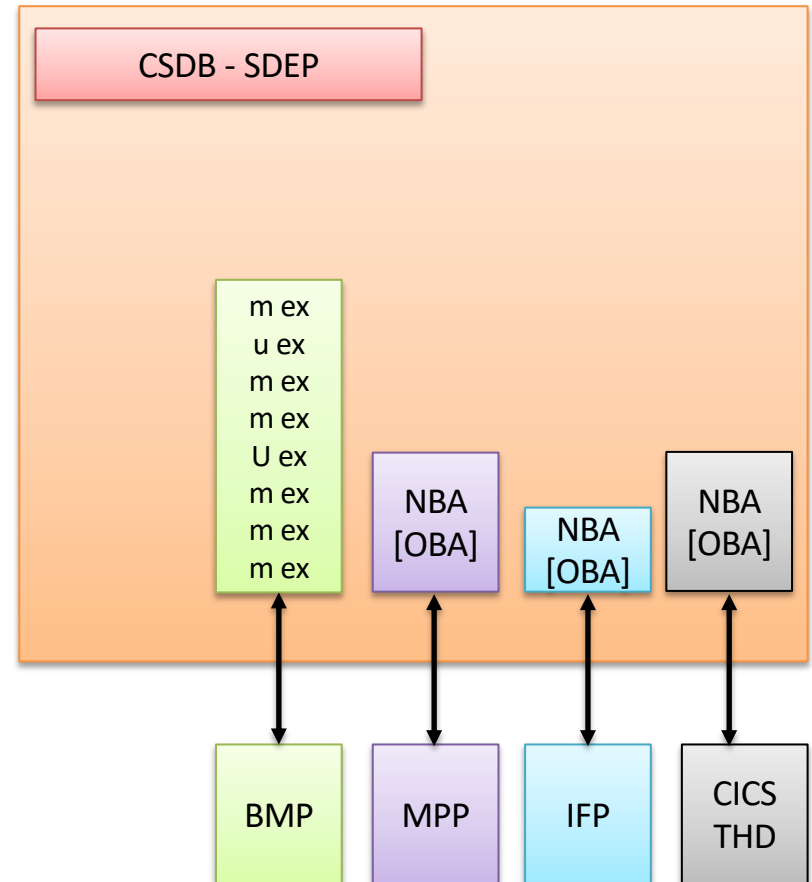 CSDB - SDEP
m ex
u ex
m ex
m ex
U ex
m ex
m ex
m ex
NBA
[OBA]
NBA
[OBA]
NBA
[OBA]
BMP
MPP
IFP
CICS
THD